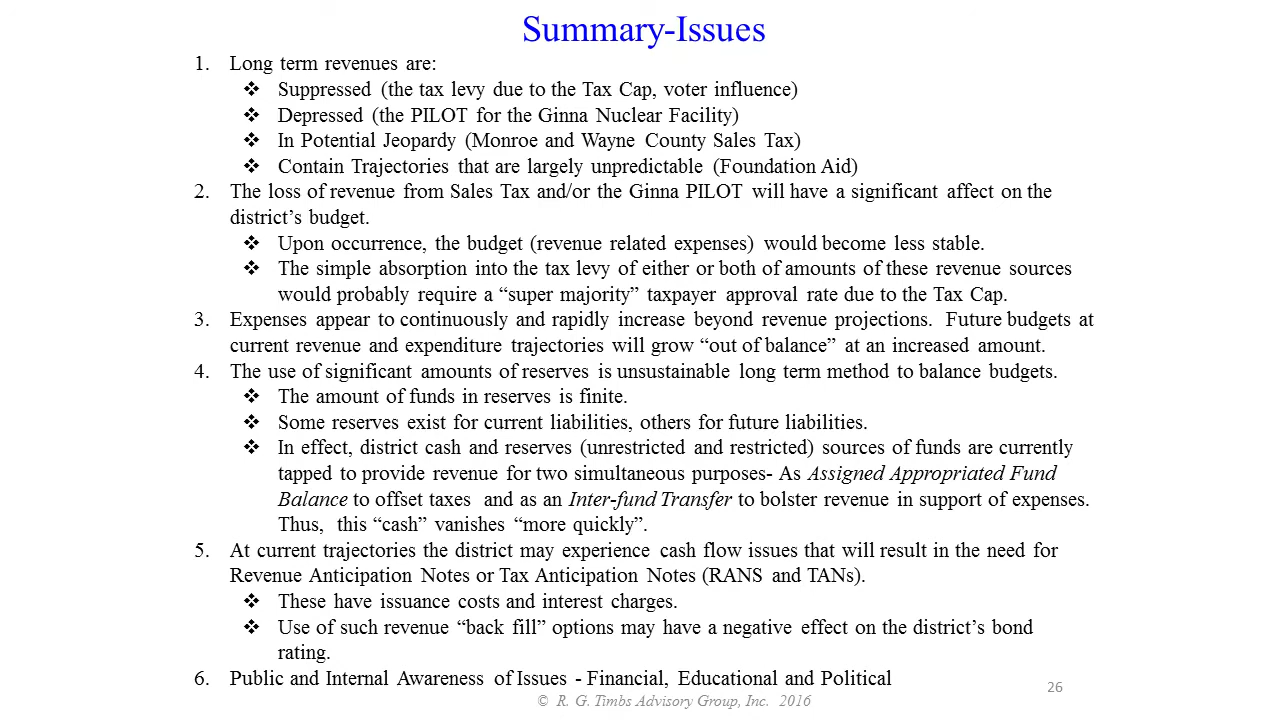 Summary-Issues
1. Long term revenues are:
❖ Suppressed (the tax levy due to the Tax Cap, voter influence)
❖ Depressed (the PILOT for the Ginna Nuclear Facility)
❖ In Potential Jeopardy (Monroe and Wayne County Sales Tax)
❖ Contain Trajectories that are largely unpredictable (Foundation Aid)
2. The loss of revenue from Sales Tax and/or the Ginna PILOT will have a significant affect on the
district’s budget.
❖ Upon occurrence, the budget (revenue related expenses) would become less stable.
❖ The simple absorption into the tax levy of either or both of amounts of these revenue sources
would probably require a “super majority” taxpayer approval rate due to the Tax Cap.
3. Expenses appear to continuously and rapidly increase beyond revenue projections. Future budgets at
current revenue and expenditure trajectories will grow “out of balance” at an increased amount.
4. The use of significant amounts of reserves is unsustainable long term method to balance budgets.
❖ The amount of funds in reserves is finite.
❖ Some reserves exist for current liabilities, others for future liabilities.
❖ In effect, district cash and reserves (unrestricted and restricted) sources of funds are currently
tapped to provide revenue for two simultaneous purposes- As Assigned Appropriated Fund
Balance to offset taxes and as an Inter-fund Transfer to bolster revenue in support of expenses.
Thus, this “cash” vanishes “more quickly”.
5. At current trajectories the district may experience cash flow issues that will result in the need for
Revenue Anticipation Notes or Tax Anticipation Notes (RANS and TANs).
❖ These have issuance costs and interest charges.
❖ Use of such revenue “back fill” options may have a negative effect on the district’s bond
rating.
6. Public and Internal Awareness of Issues - Financial, Educational and Political
26
© R. G. Timbs Advisory Group, Inc. 2016